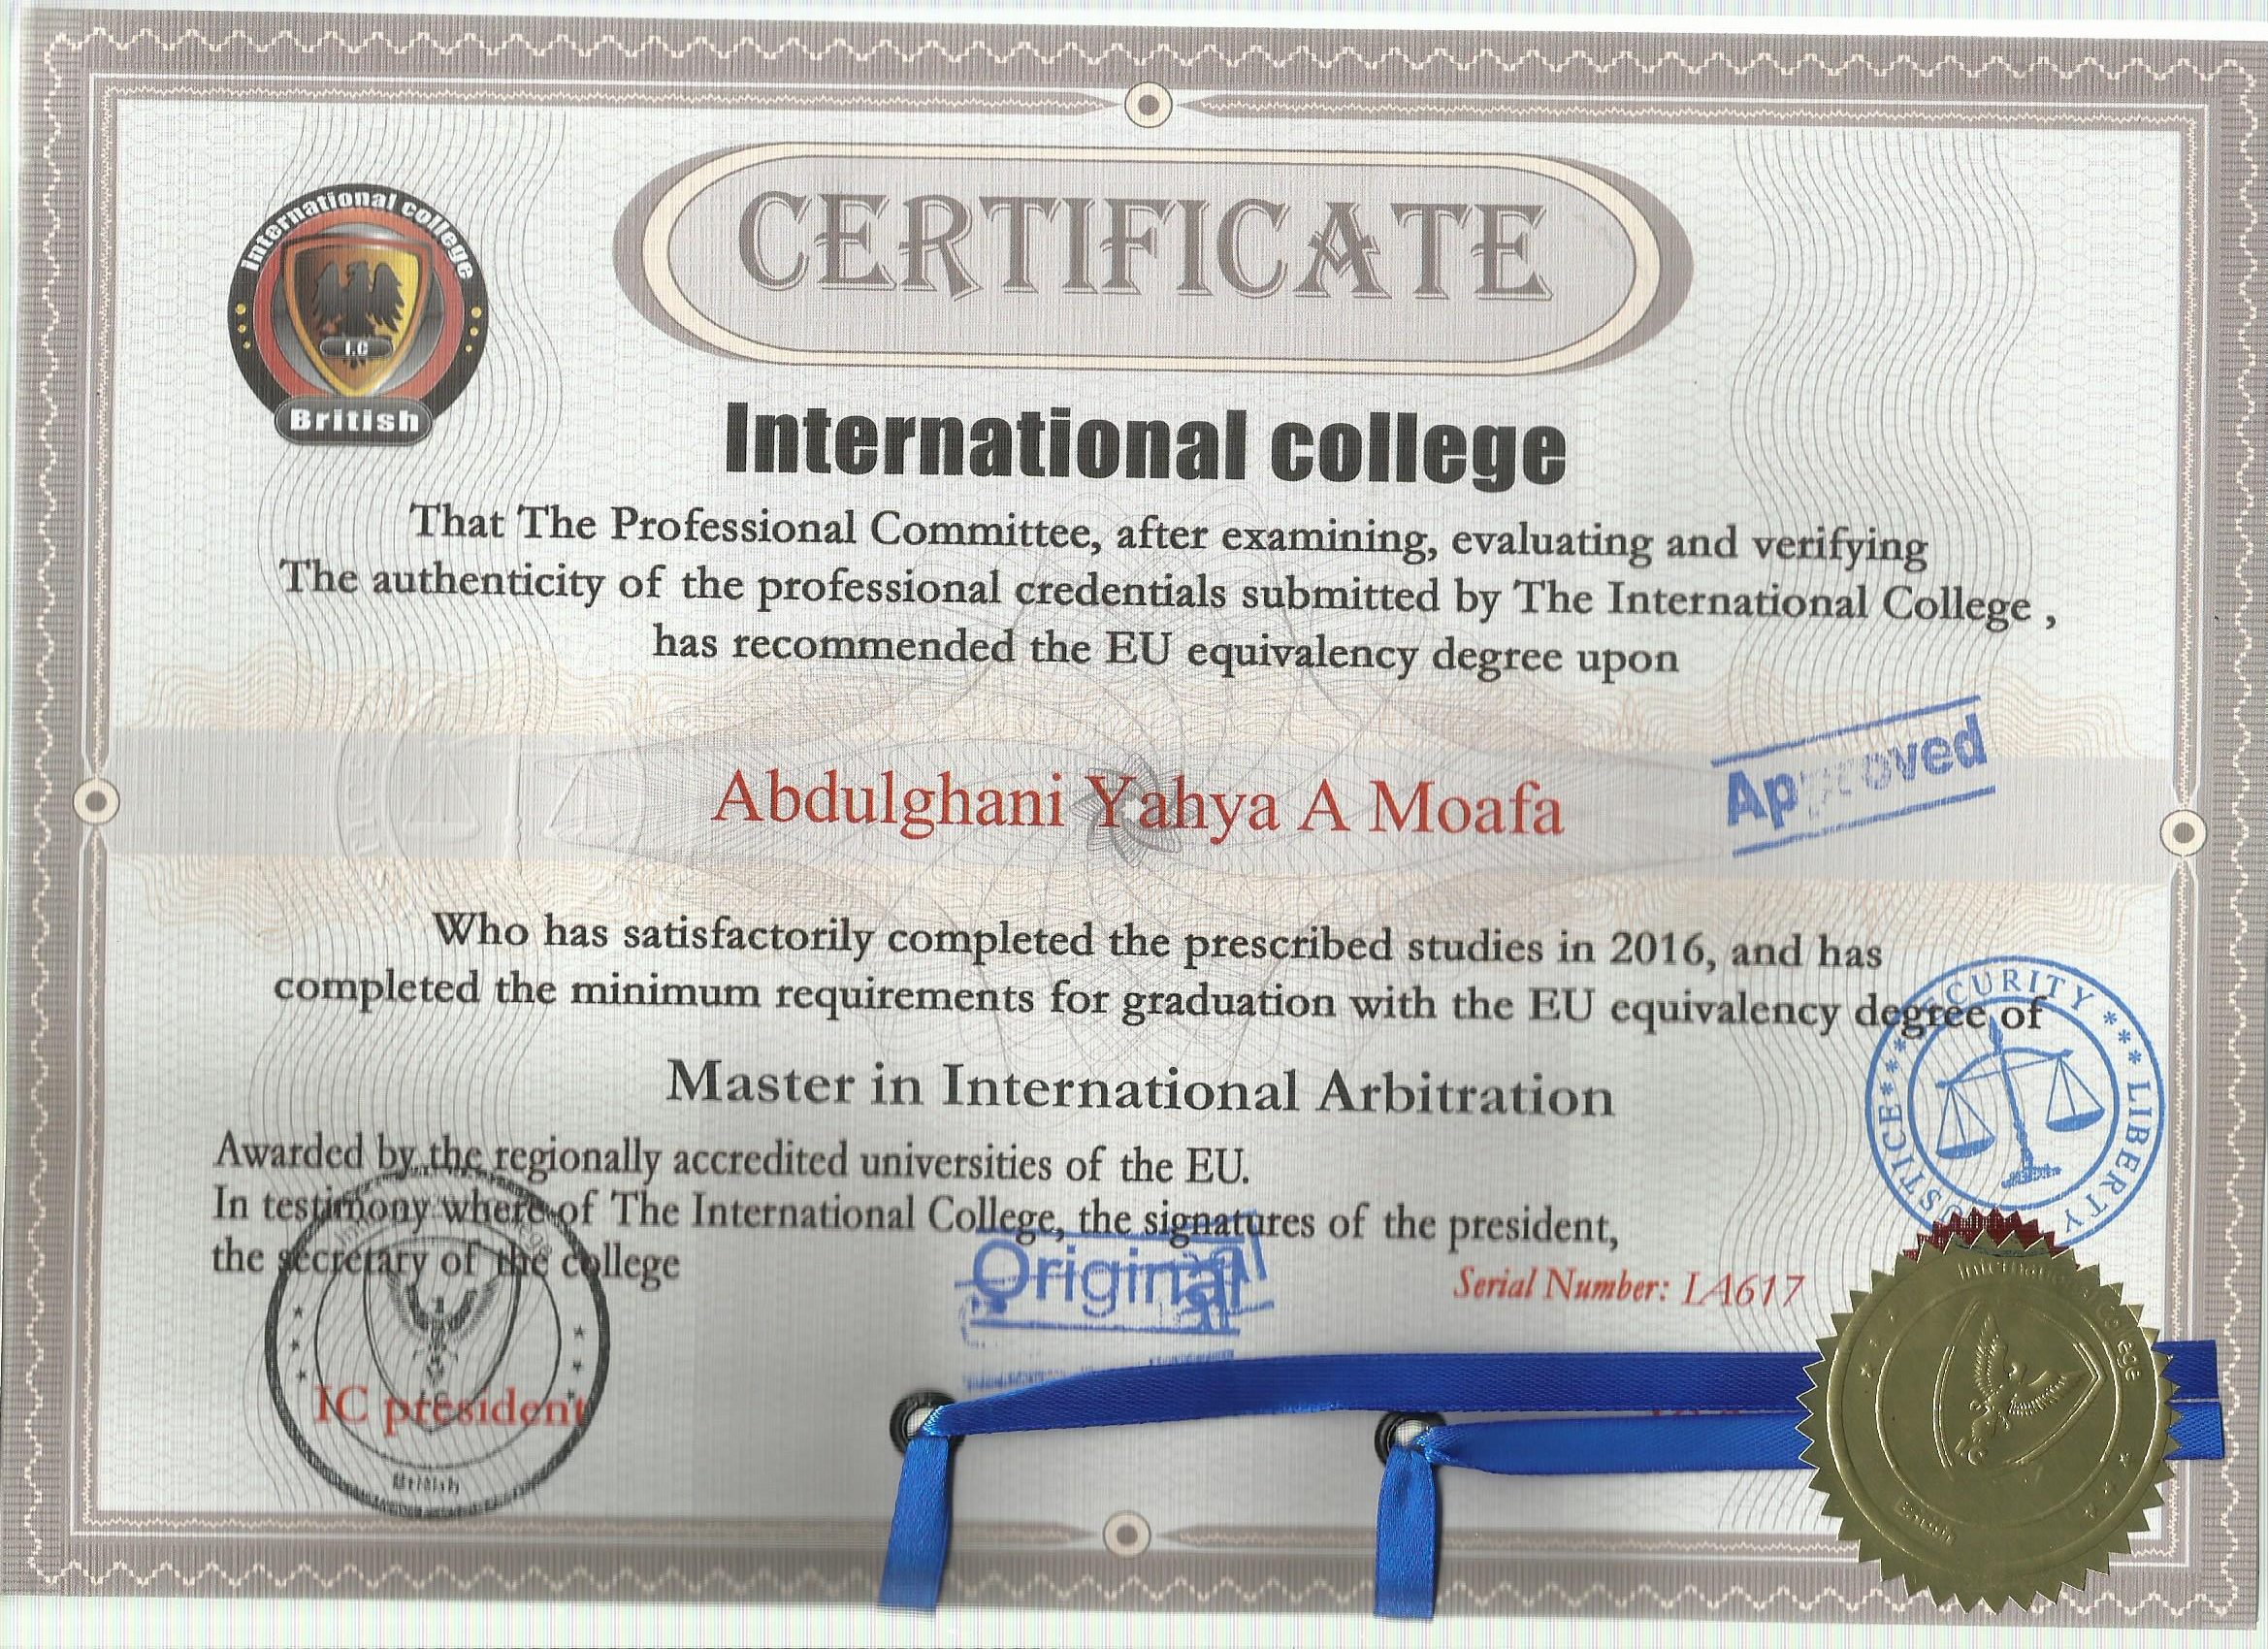 CERTIFICATE
International college
I.C
British
International college
That The Professional Committee, after examining, evaluating and verifying
The authenticity of the professional credentials submitted by The International College ,
has recommended the EU equivalency degree upon
Abdulghani Yahya A Moafa
Approved
Who has satisfactorily completed the prescribed studies in 2016, and has
completed the minimum requirements for graduation with the EU equivalency degree of
Master in International Arbitration
Awarded by the regionally accredited universities of the EU.
In testimony where of The International College, the signatures of the president,
the secretary of the college
Original
Serial Number: IA617
IC president
British
USTICE*** CURITY *** LIBERTY
International College
British